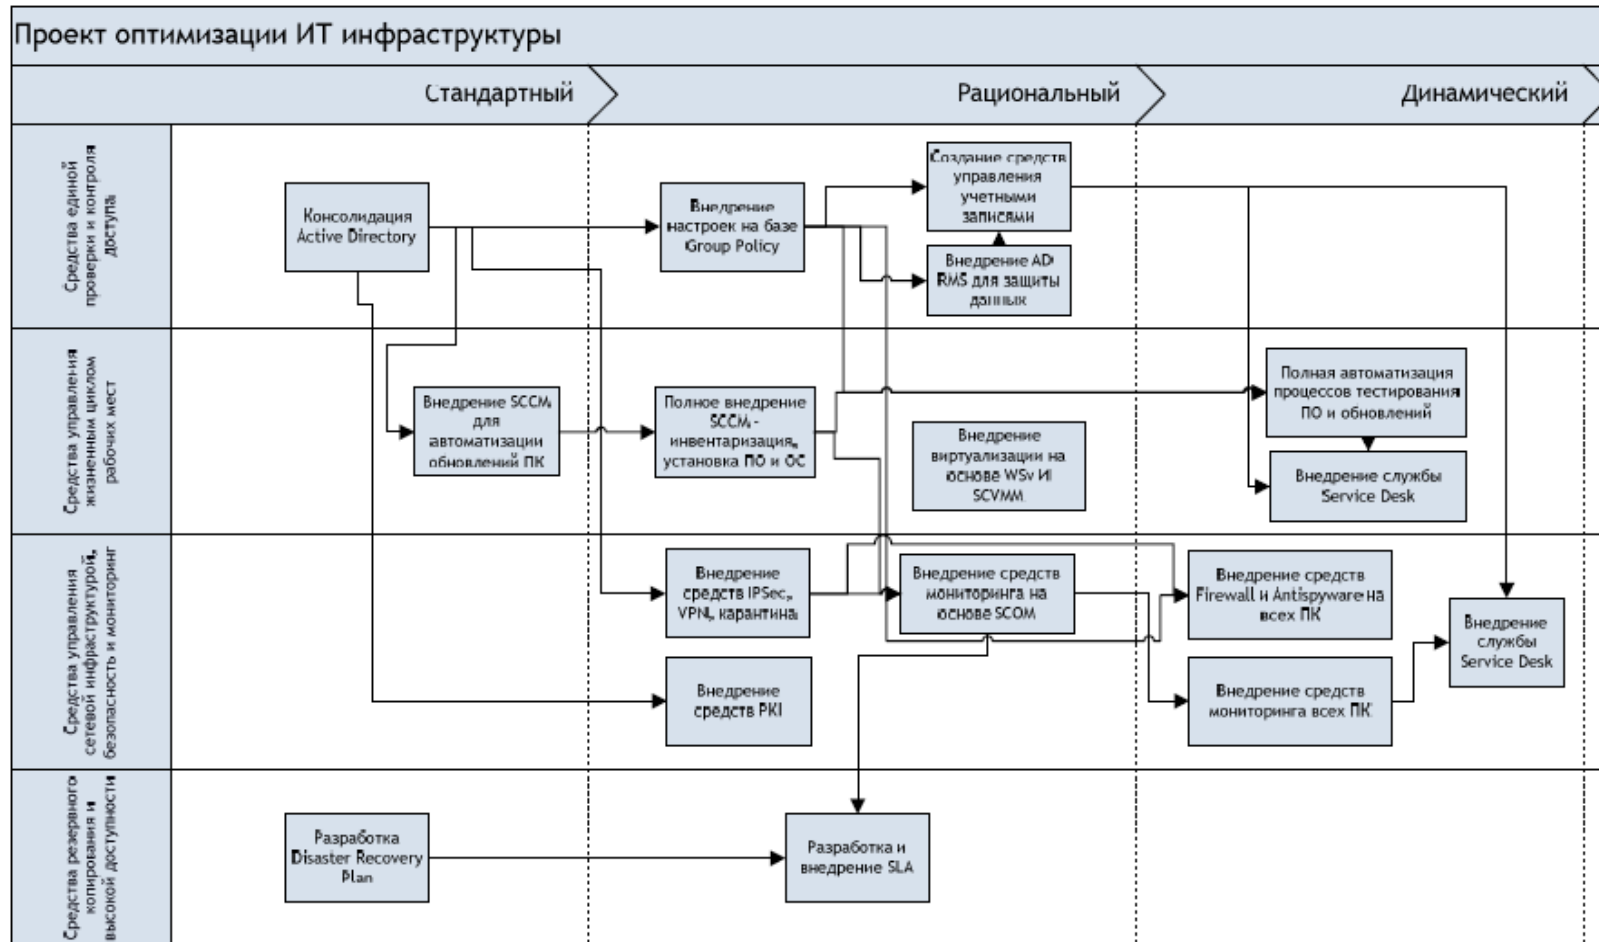 Проект оптимизации ИТ инфраструктуры
Стандартный
Рациональный
Динамический
Средства единой
проверки и контроля
доступа
Консолидация
Active Directory
Внедрение
настроек на базе
Group Policy
Создание средств
управления
учетными
записями
Внедрение AD
RMS для защиты
данных
Средства управления
жизненным циклом
рабочих мест
Внедрение SCCM
для
автоматизации
обновлений ПК
Полное внедрение
SCCM -
инвентаризация,
установка ПО и ОС
Внедрение
виртуализации на
основе WSv И
SCVMM
Полная автоматизация
процессов тестирования
ПО и обновлений
Внедрение службы
Service Desk
Средства управления
сетевой инфраструктурой,
безопасность и мониторинг
Внедрение
средств IPSec,
VPN, карантина
Внедрение средств
мониторинга на
основе SCOM
Внедрение средств
Firewall и Antispyware на
всех ПК
Внедрение
службы
Service Desk
Внедрение
средств PKI
Внедрение средств
мониторинга всех ПК
Средства резервного
копирования и
высокой доступности
Разработка
Disaster Recovery
Plan
Разработка и
внедрение SLA